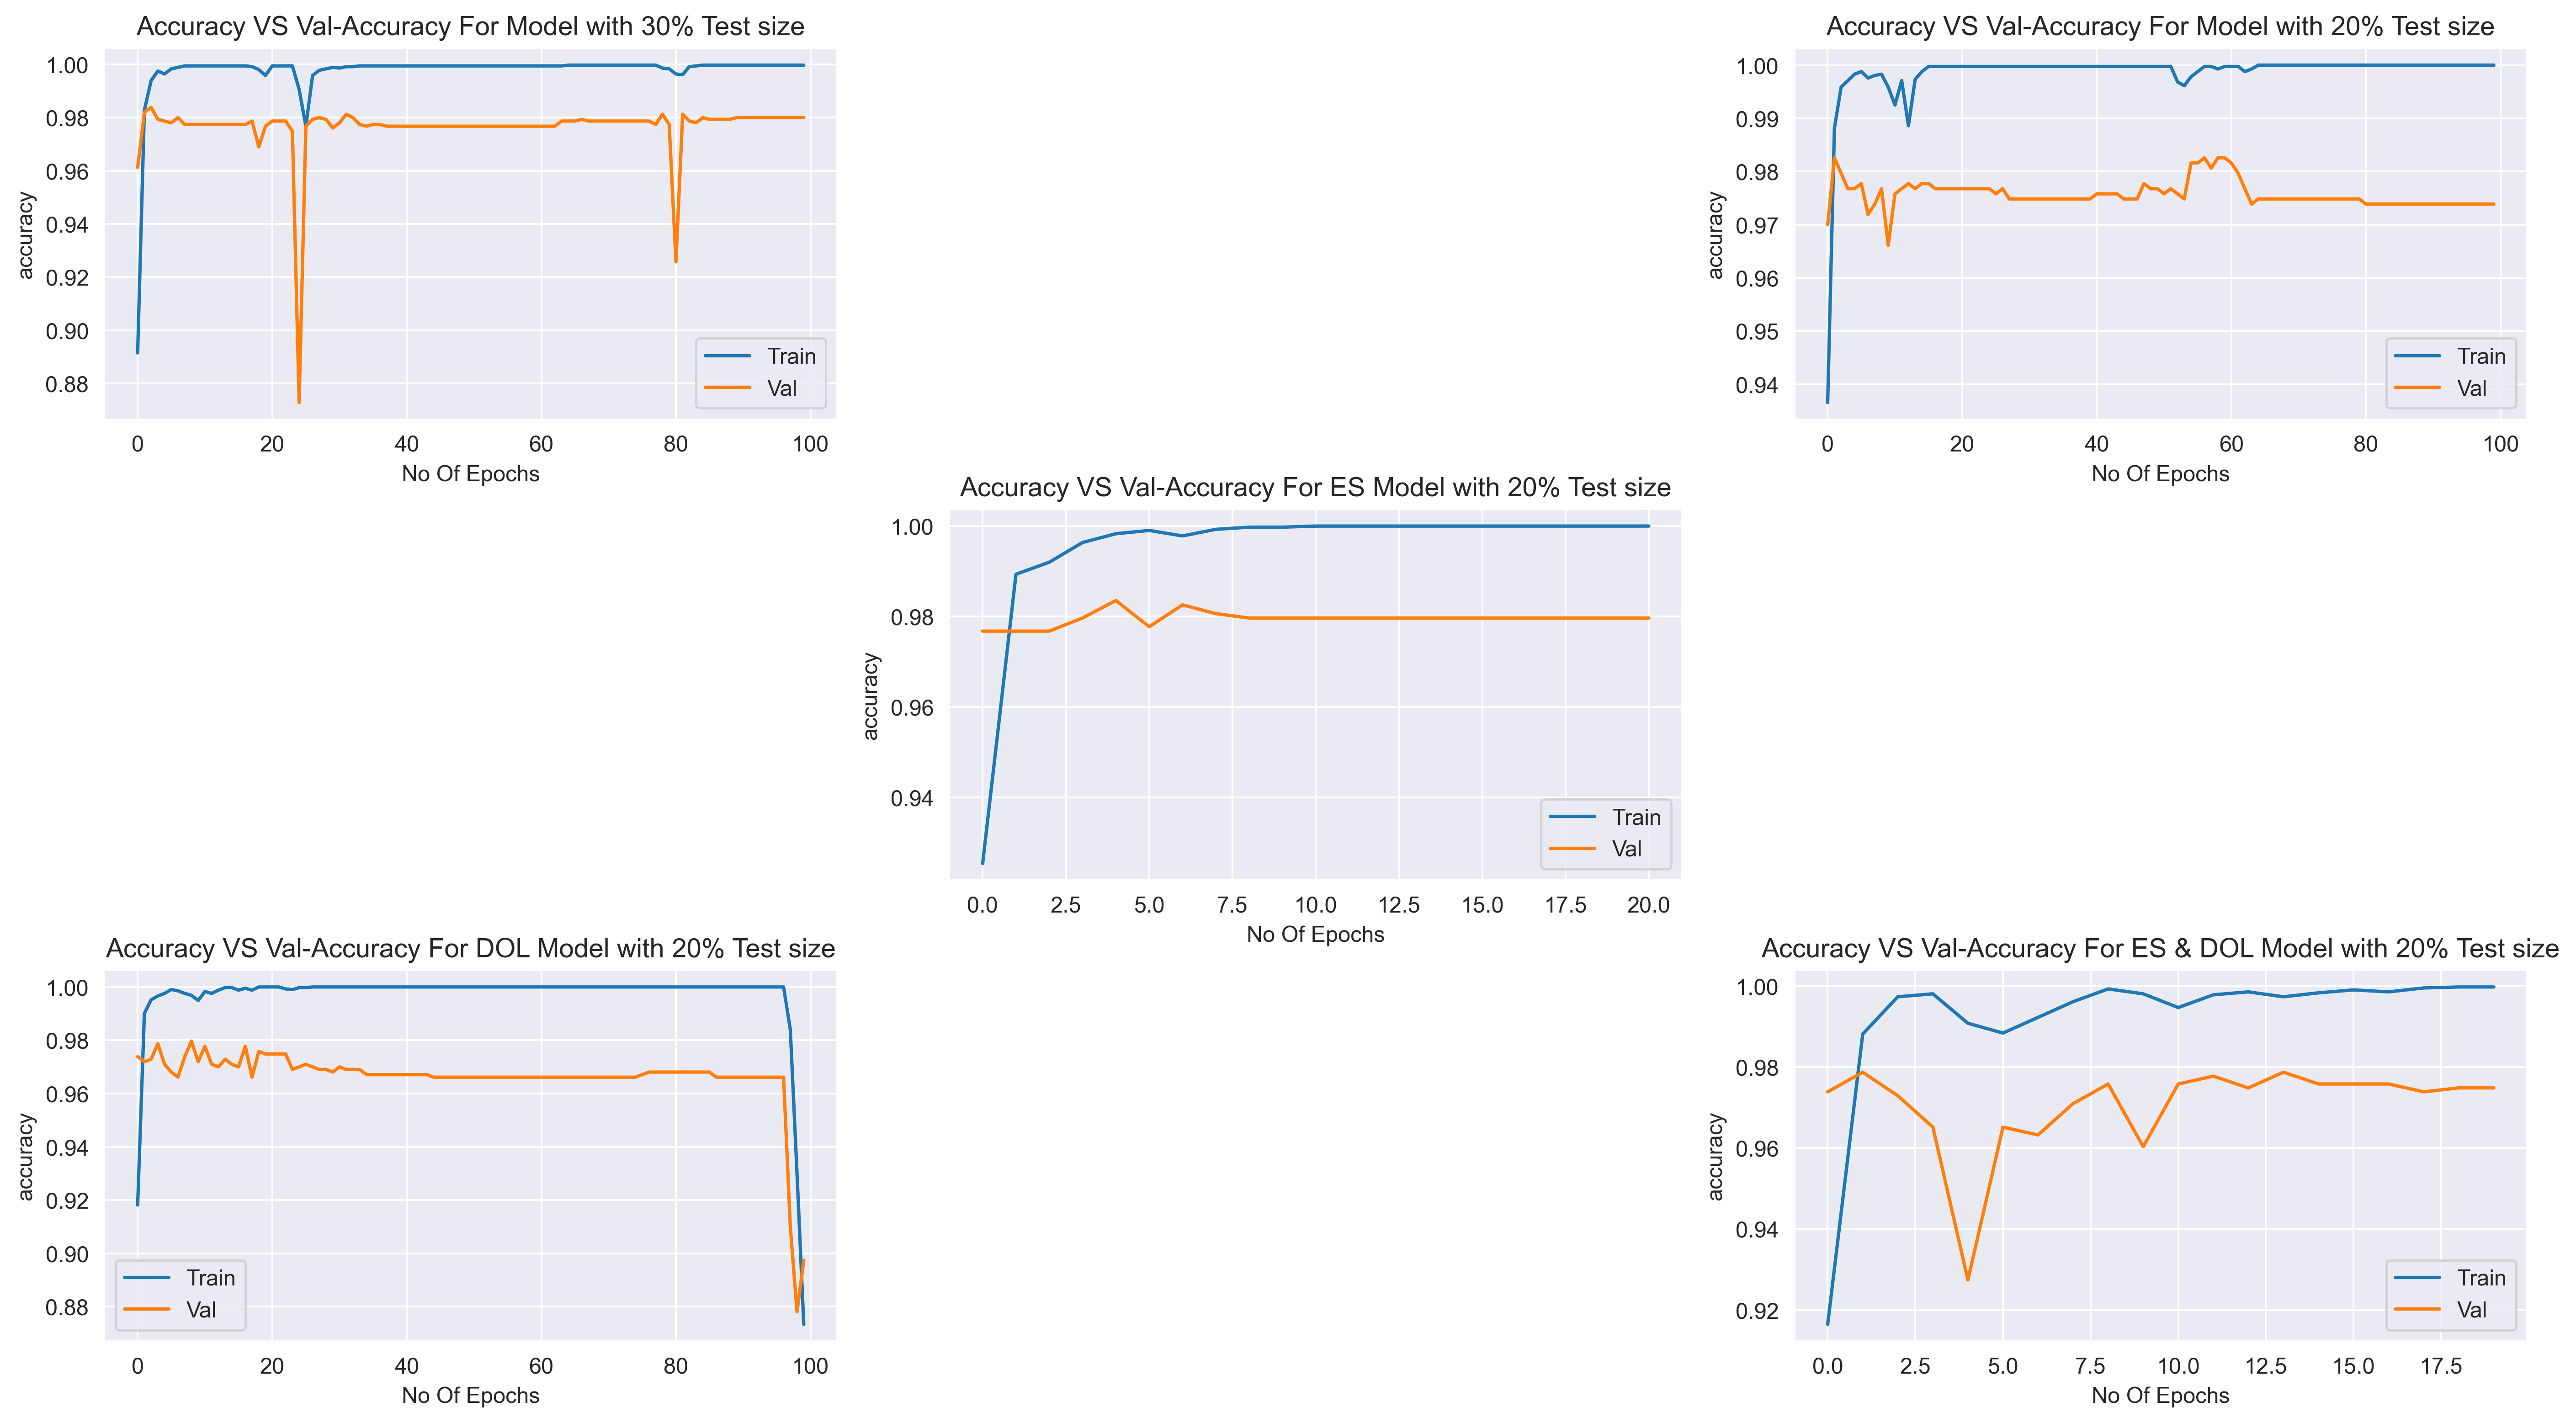 Accuracy VS Val-Accuracy For Model with 30% Test size
1.00
0.98
0.96
0.94
0.92
0.90
0.88
accuracy
Train
Val
0 20 40 60 80 100
No Of Epochs
Accuracy VS Val-Accuracy For Model with 20% Test size
1.00
0.99
0.98
0.97
0.96
0.95
0.94
accuracy
Train
Val
0 20 40 60 80 100
No Of Epochs
Accuracy VS Val-Accuracy For ES Model with 20% Test size
1.00
0.98
0.96
0.94
accuracy
Train
Val
0.0 2.5 5.0 7.5 10.0 12.5 15.0 17.5 20.0
No Of Epochs
Accuracy VS Val-Accuracy For DOL Model with 20% Test size
1.00
0.98
0.96
0.94
0.92
0.90
0.88
accuracy
Train
Val
0 20 40 60 80 100
No Of Epochs
Accuracy VS Val-Accuracy For ES & DOL Model with 20% Test size
1.00
0.98
0.96
0.94
0.92
accuracy
Train
Val
0.0 2.5 5.0 7.5 10.0 12.5 15.0 17.5
No Of Epochs